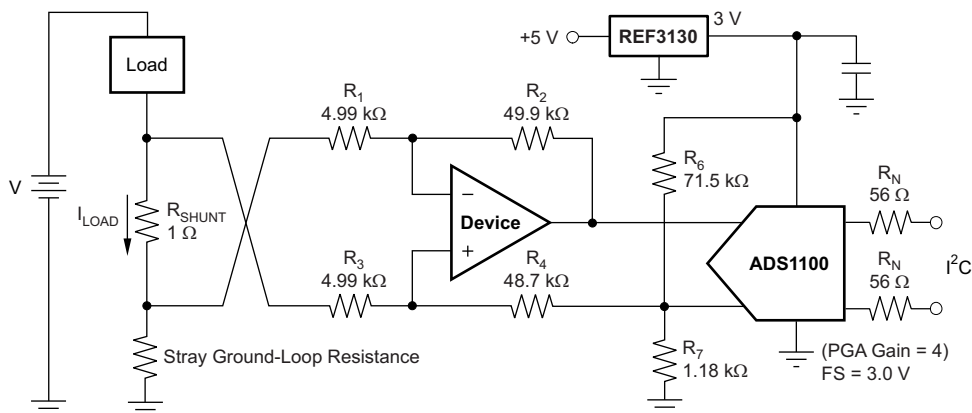 3 V
+5 V
REF3130
Load
R1
4.99 kΩ
R2
49.9 kΩ
R6
71.5 kΩ
RN
56 Ω
V
ILOAD
RSHUNT
1 Ω
−
Device
+
ADS1100
I²C
R3
4.99 kΩ
R4
48.7 kΩ
RN
56 Ω
Stray Ground-Loop Resistance
R7
1.18 kΩ
(PGA Gain = 4)
FS = 3.0 V